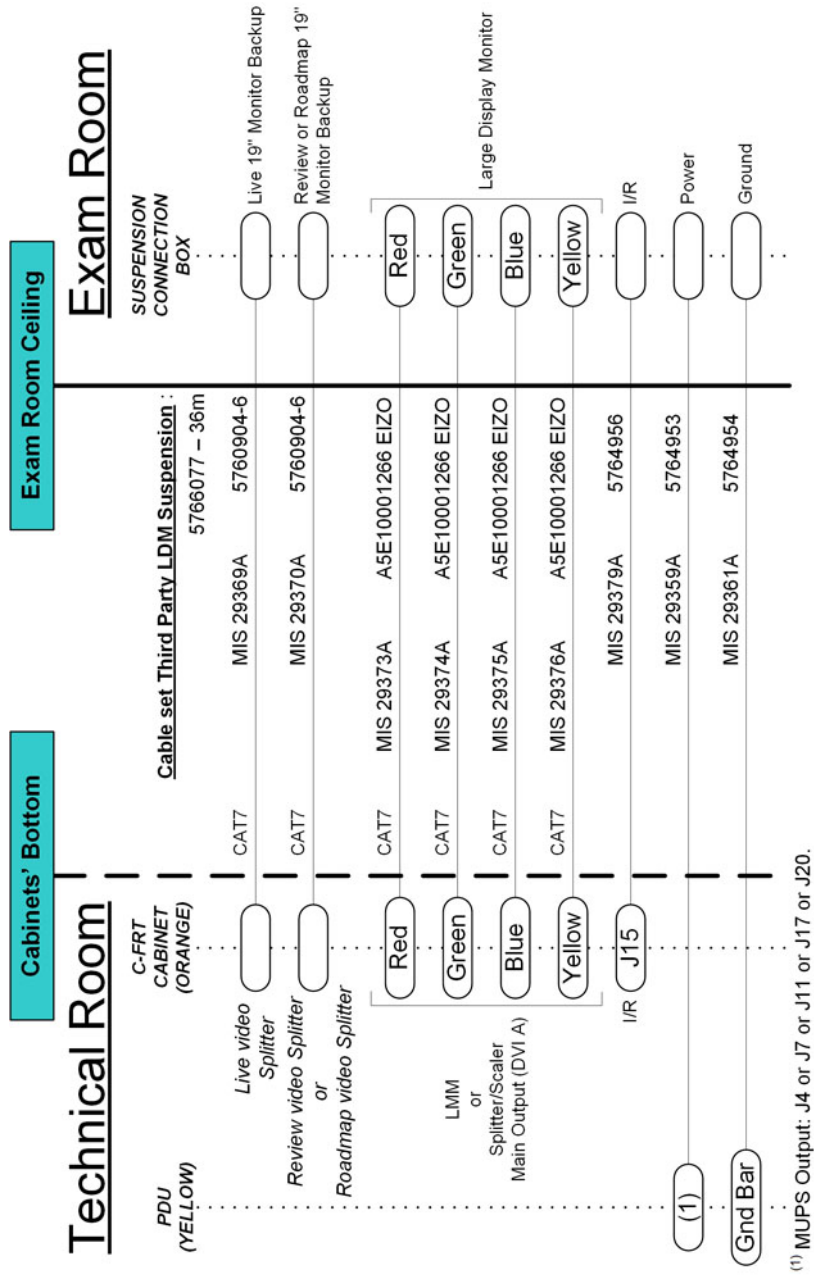 Cabinets' Bottom
Exam Room Ceiling
Technical Room
Exam Room
PDU
(YELLOW)
C-FRT
CABINET
(ORANGE)
Cable set Third Party LDM Suspension :
5766077 – 36m
SUSPENSION
CONNECTION
BOX
Live video
Splitter
CAT7
MIS 29369A
5760904-6
Live 19" Monitor Backup
Review video Splitter
or
Roadmap video Splitter
CAT7
MIS 29370A
5760904-6
Review or Roadmap 19"
Monitor Backup
LMM
or
Splitter/Scaler
Main Output (DVI A)
Red
CAT7
MIS 29373A
A5E10001266 EIZO
Red
Green
CAT7
MIS 29374A
A5E10001266 EIZO
Green
Blue
CAT7
MIS 29375A
A5E10001266 EIZO
Blue
Yellow
CAT7
MIS 29376A
A5E10001266 EIZO
Yellow
Large Display Monitor
I/R
J15
MIS 29379A
5764956
I/R
(1)
MIS 29359A
5764953
Power
Gnd Bar
MIS 29361A
5764954
Ground
(1) MUPS Output: J4 or J7 or J11 or J17 or J20.